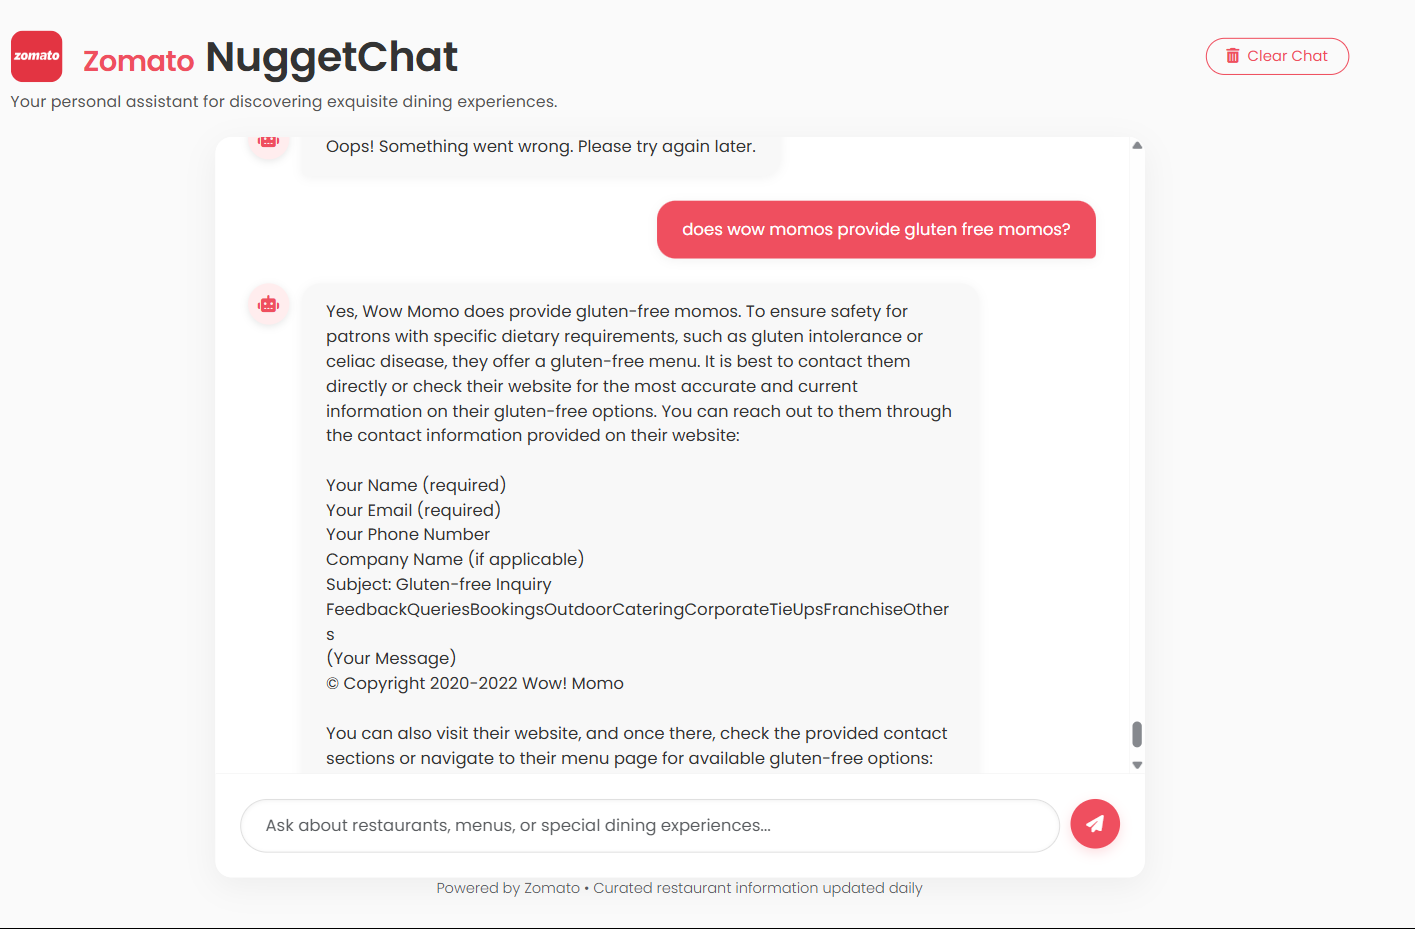 zomato
Zomato NuggetChat
Clear Chat
Your personal assistant for discovering exquisite dining experiences.
Oops! Something went wrong. Please try again later.
does wow momos provide gluten free momos?
Yes, Wow Momo does provide gluten-free momos. To ensure safety for
patrons with specific dietary requirements, such as gluten intolerance or
celiac disease, they offer a gluten-free menu. It is best to contact them
directly or check their website for the most accurate and current
information on their gluten-free options. You can reach out to them through
the contact information provided on their website:
Your Name (required)
Your Email (required)
Your Phone Number
Company Name (if applicable)
Subject: Gluten-free Inquiry
FeedbackQueriesBookingsOutdoorCateringCorporateTieUpsFranchiseOther
s
(Your Message)
© Copyright 2020-2022 Wow! Momo
You can also visit their website, and once there, check the provided contact
sections or navigate to their menu page for available gluten-free options:
Ask about restaurants, menus, or special dining experiences...
Powered by Zomato • Curated restaurant information updated daily